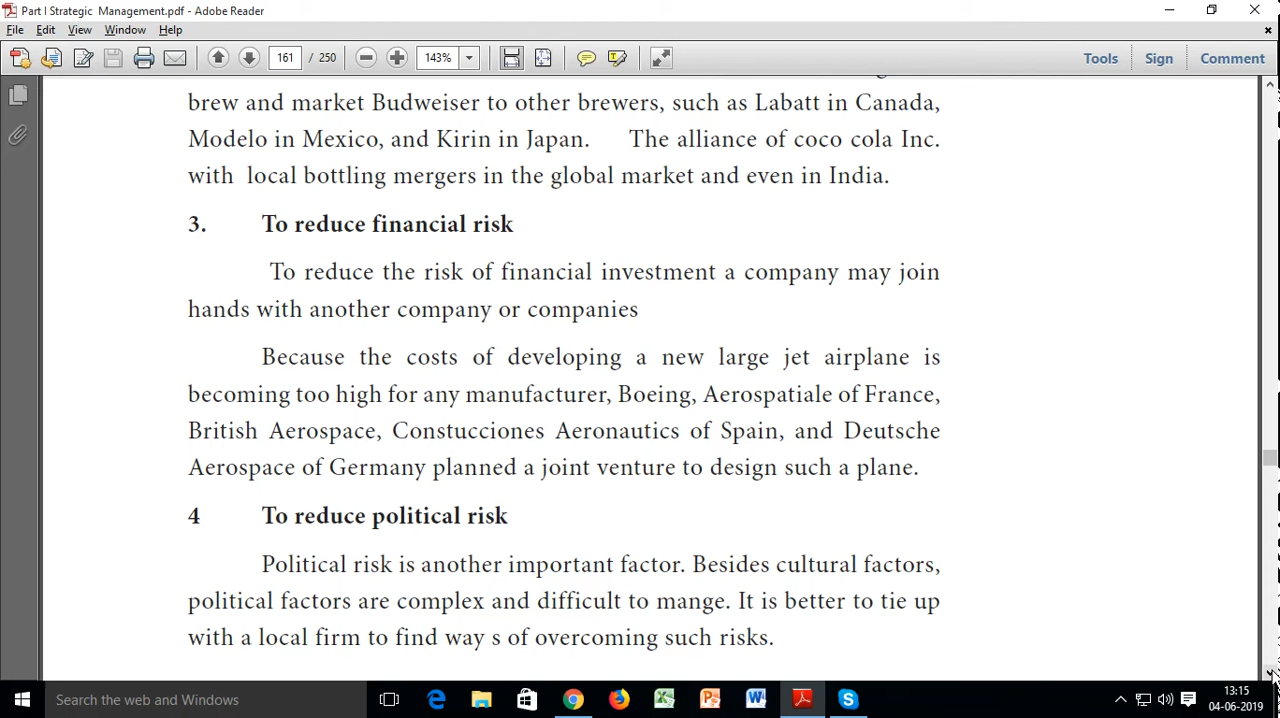 Part I Strategic  Management.pdf - Adobe Reader
File Edit View Window Help
161 / 250 143% Tools Sign Comment
brew and market Budweiser to other brewers, such as Labatt in Canada,
Modelo in Mexico, and Kirin in Japan. The alliance of coco cola Inc.
with local bottling mergers in the global market and even in India.
3. To reduce financial risk
To reduce the risk of financial investment a company may join
hands with another company or companies
Because the costs of developing a new large jet airplane is
becoming too high for any manufacturer, Boeing, Aerospatiale of France,
British Aerospace, Constucciones Aeronautics of Spain, and Deutsche
Aerospace of Germany planned a joint venture to design such a plane.
4 To reduce political risk
Political risk is another important factor. Besides cultural factors,
political factors are complex and difficult to mange. It is better to tie up
with a local firm to find way s of overcoming such risks.
Search the web and Windows
13:15
04-06-2019